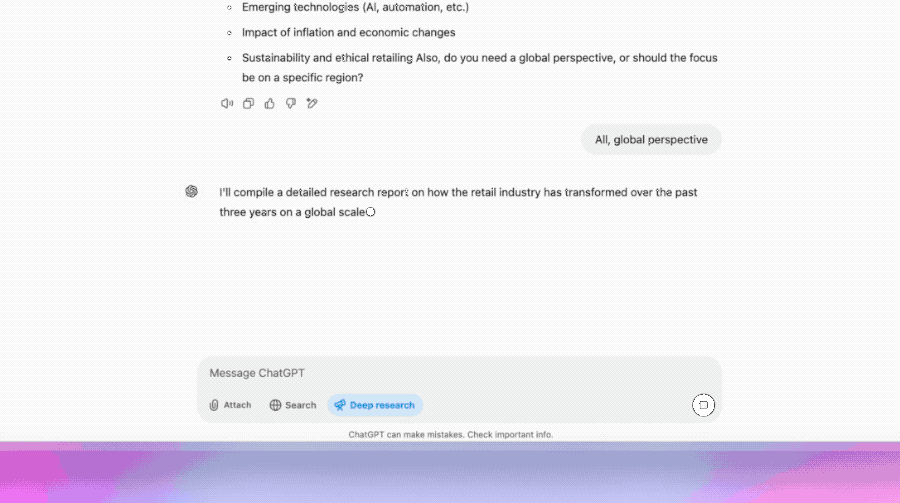 Emerging technologies (AI, automation, etc.)
Impact of inflation and economic changes
Sustainability and ethical retailing Also, do you need a global perspective, or should the focus
be on a specific region?
All, global perspective
I'll compile a detailed research report on how the retail industry has transformed over the past
three years on a global scale
Message ChatGPT
Attach
Search
Deep research
ChatGPT can make mistakes. Check important info.